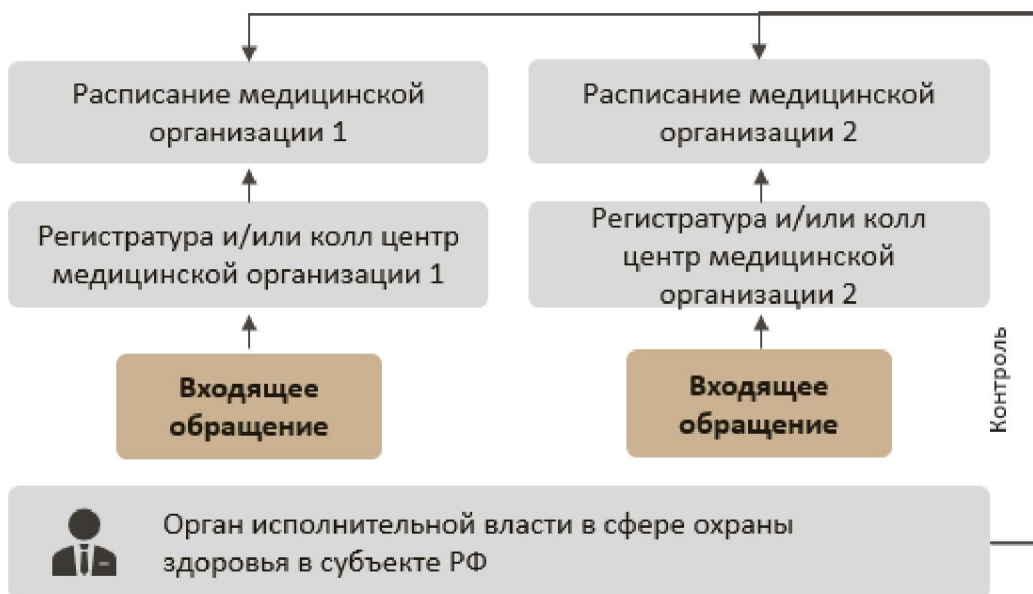 Расписание медицинской
организации 1
Расписание медицинской
организации 2
Регистратура и/или колл центр
медицинской организации 1
Регистратура и/или колл
центр медицинской
организации 2
Входящее
обращение
Входящее
обращение
Контроль
Орган исполнительной власти в сфере охраны
здоровья в субъекте РФ